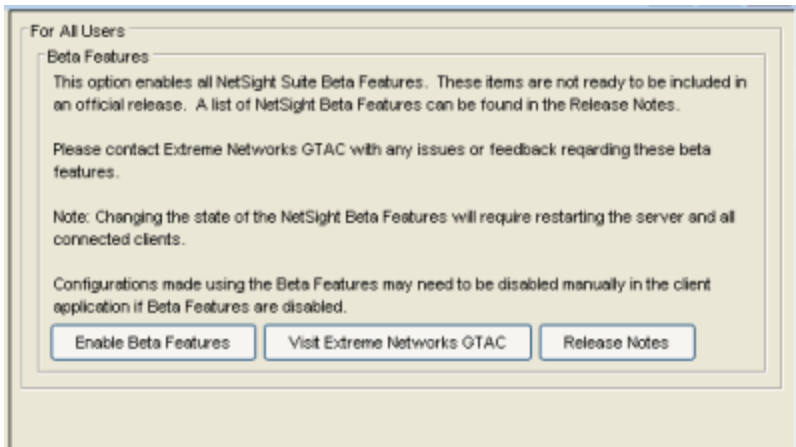 For All Users
Beta Features
This option enables all NetSight Suite Beta Features. These items are not ready to be included in
an official release. A list of NetSight Beta Features can be found in the Release Notes.
Please contact Extreme Networks GTAC with any issues or feedback regarding these beta
features.
Note: Changing the state of the NetSight Beta Features will require restarting the server and all
connected clients.
Configurations made using the Beta Features may need to be disabled manually in the client
application if Beta Features are disabled.
Enable Beta Features Visit Extreme Networks GTAC Release Notes